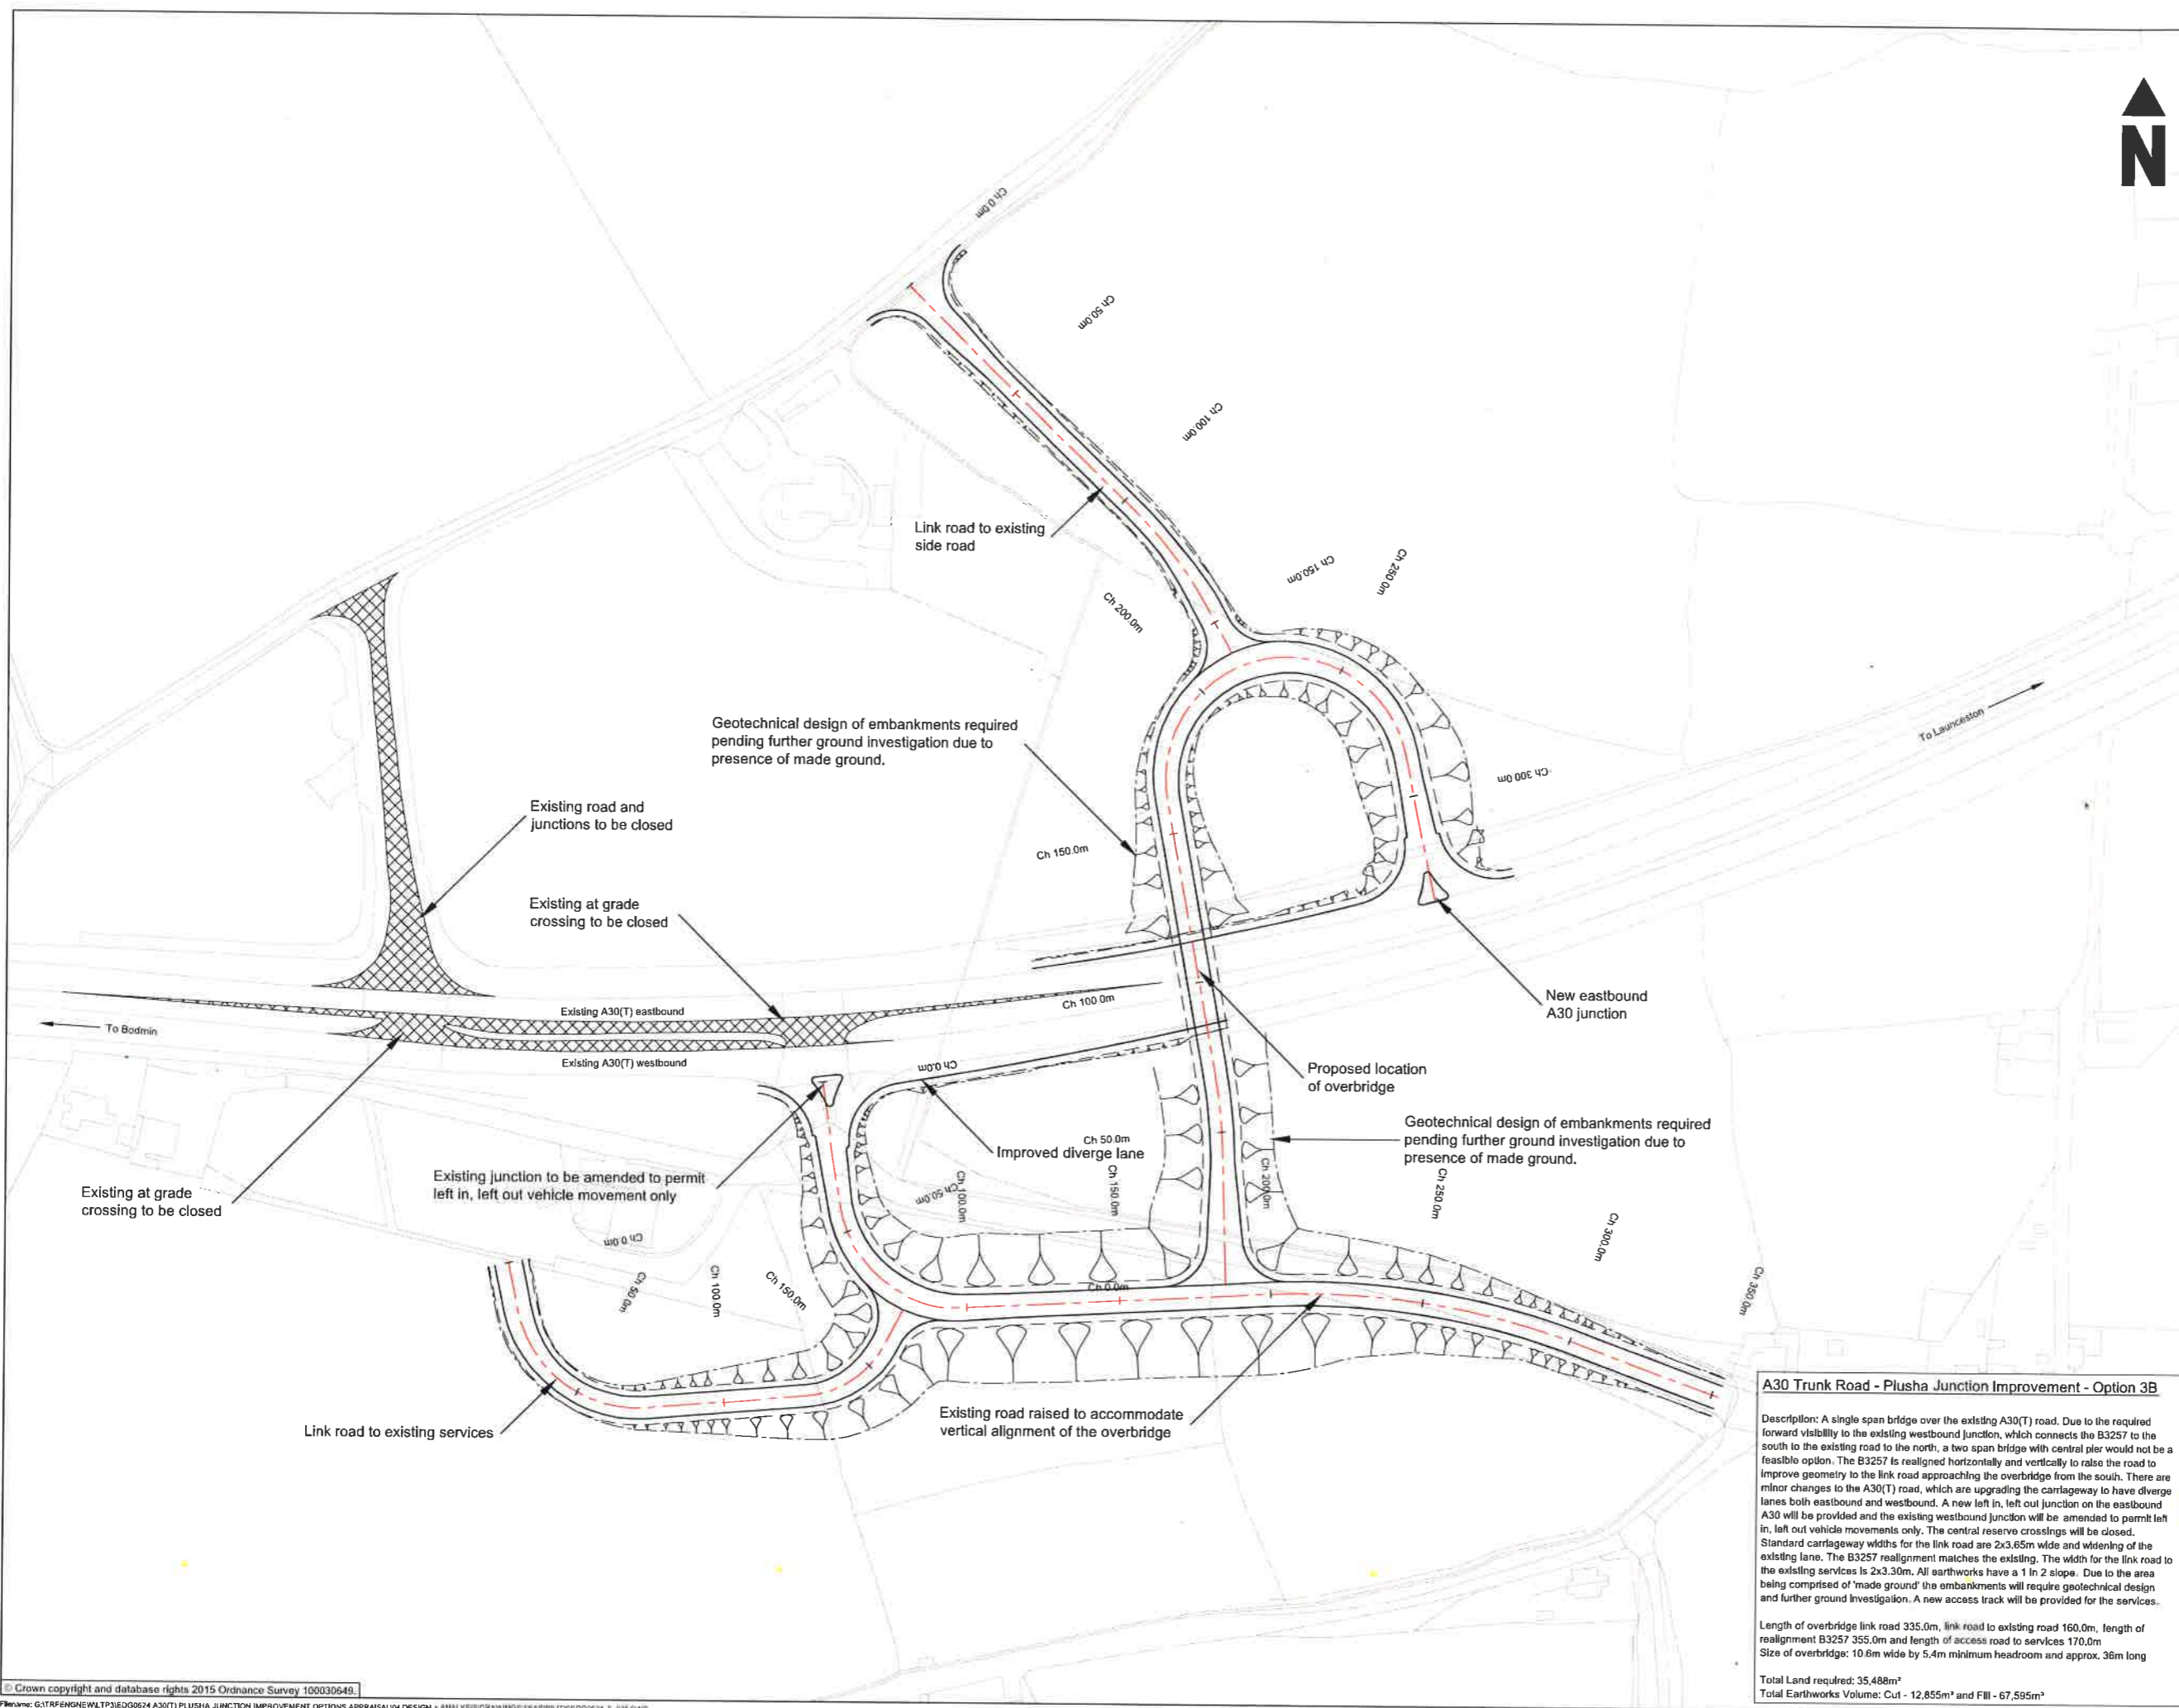 N
Ch 0.0m
Ch 50.0m
Ch 100.0m
Link road to existing
side road
Ch 150.0m
Ch 250.0m
Ch 200.0m
Geotechnical design of embankments required
pending further ground investigation due to
presence of made ground.
To Launceston
Ch 300.0m
Existing road and
junctions to be closed
Ch 150.0m
Existing at grade
crossing to be closed
New eastbound
A30 junction
Ch 100.0m
Existing A30(T) eastbound
To Bodmin
Existing A30(T) westbound
Ch 0.0m
Proposed location
of overbridge
Geotechnical design of embankments required
pending further ground investigation due to
presence of made ground.
Ch 50.0m
Improved diverge lane
Existing junction to be amended to permit
left in, left out vehicle movement only
Ch 50.0m
Ch 100.0m
Ch 150.0m
Ch 200.0m
Ch 250.0m
Existing at grade
crossing to be closed
Ch 0.0m
Ch 300.0m
Ch 50.0m
Ch 100.0m
Ch 150.0m
Ch 0.0m
Ch 350.0m
Link road to existing services
Existing road raised to accommodate
vertical alignment of the overbridge
A30 Trunk Road - Plusha Junction Improvement - Option 3B
Description: A single span bridge over the existing A30(T) road. Due to the required
forward visibility to the existing westbound junction, which connects the B3257 to the
south to the existing road to the north, a two span bridge with central pier would not be a
feasible option. The B3257 is realigned horizontally and vertically to raise the road to
improve geometry to the link road approaching the overbridge from the south. There are
minor changes to the A30(T) road, which are upgrading the carriageway to have diverge
lanes both eastbound and westbound. A new left in, left out junction on the eastbound
A30 will be provided and the existing westbound junction will be amended to permit left
in, left out vehicle movements only. The central reserve crossings will be closed.
Standard carriageway widths for the link road are 2x3.65m wide and widening of the
existing lane. The B3257 realignment matches the existing. The width for the link road to
the existing services is 2x3.30m. All earthworks have a 1 in 2 slope. Due to the area
being comprised of 'made ground' the embankments will require geotechnical design
and further ground investigation. A new access track will be provided for the services.
Length of overbridge link road 335.0m, link road to existing road 160.0m, length of
realignment B3257 355.0m and length of access road to services 170.0m
Size of overbridge: 10.6m wide by 5.4m minimum headroom and approx. 36m long
Total Land required: 35,488m²
Total Earthworks Volume: Cut - 12,855m³ and Fill - 67,595m³
© Crown copyright and database rights 2015 Ordnance Survey 100030649.
Filename: G:\TRFENGNEW\LTP3\EDG0624 A30(T) PLUSHA JUNCTION IMPROVEMENT OPTIONS APPRAISAL\04 DESIGN